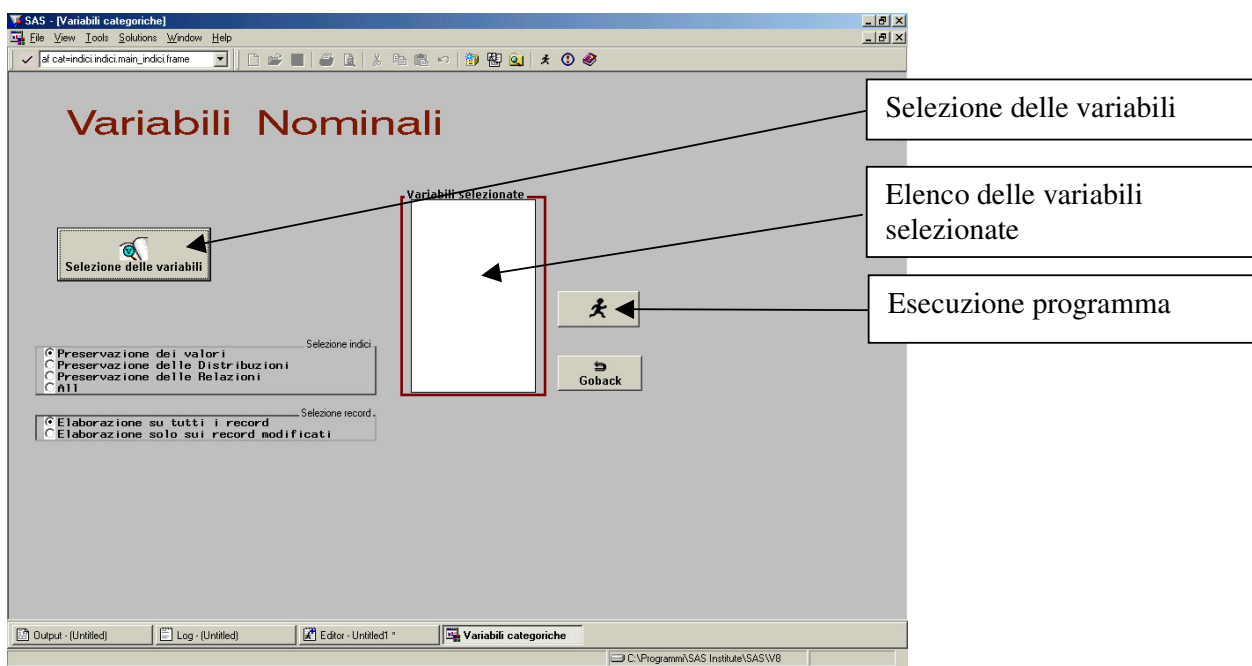 SAS - [Variabili categoriche]
File View Tools Solutions Window Help
af cat=indici.indici.main_indici.frame
Variabili Nominali
Selezione delle variabili
Variabili selezionate
Elenco delle variabili
selezionate
Selezione delle variabili
Esecuzione programma
Selezione indici
Preservazione dei valori
Preservazione delle Distribuzioni
Preservazione delle Relazioni
All
Goback
Selezione record
Elaborazione su tutti i record
Elaborazione solo sui record modificati
Output - (Untitled)
Log - (Untitled)
Editor - Untitled1 *
Variabili categoriche
C:\Programmi\SAS Institute\SAS\V8